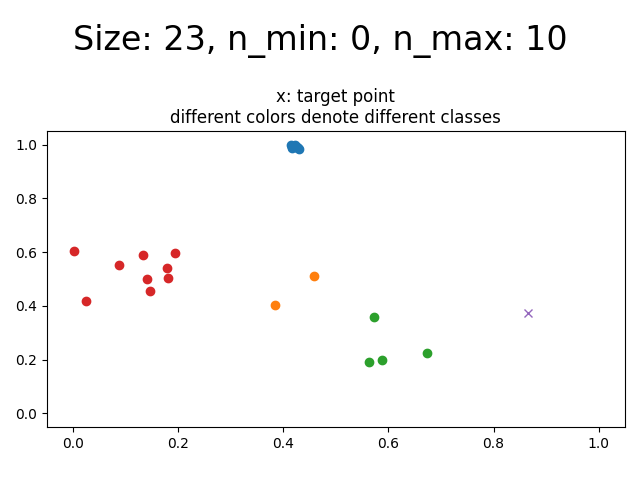 Size: 23, n_min: 0, n_max: 10
x: target point
different colors denote different classes
1.0
0.8
0.6
0.4
0.2
0.0
0.0 0.2 0.4 0.6 0.8 1.0